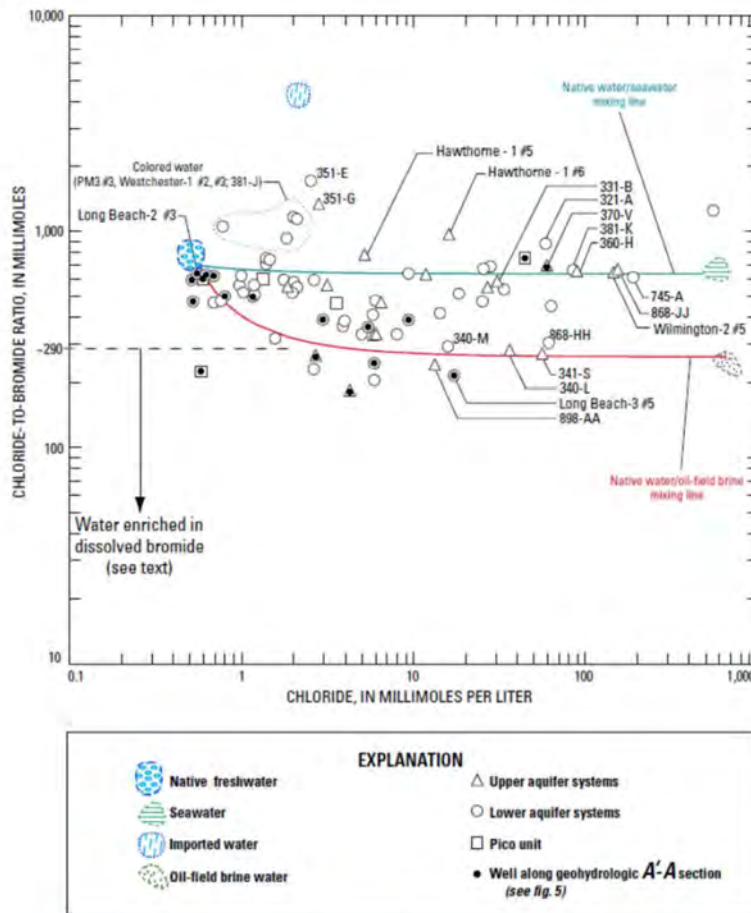 10,000
Native water/seawater
mixing line
Hawthorne - 1 #5
Colored water
(PM3 #3, Westchester-1 #2, #3; 381-J)
351-E
Hawthorne - 1 #6
351-G
331-B
321-A
370-V
381-K
360-H
Long Beach-2 #3
1,000
745-A
868-JJ
Wilmington-2 #5
340-M
868-HH
~290
341-S
340-L
Long Beach-3 #5
898-AA
100
Native water/oil-field brine
mixing line
Water enriched in
dissolved bromide
(see text)
10
0.1
1
10
100
1,000
CHLORIDE-TO-BROMIDE RATIO, IN MILLIMOLES
CHLORIDE, IN MILLIMOLES PER LITER
EXPLANATION
Native freshwater
Seawater
Imported water
Oil-field brine water
Upper aquifer systems
Lower aquifer systems
Pico unit
Well along geohydrologic A'-A section
(see fig. 5)